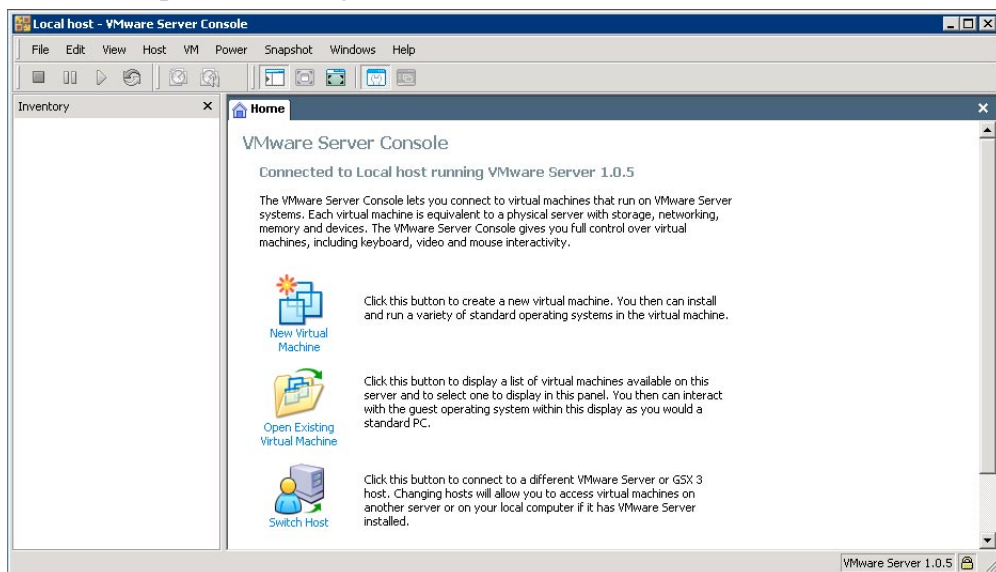 Local host - VMware Server Console
File Edit View Host VM Power Snapshot Windows Help
Inventory
Home
VMware Server Console
Connected to Local host running VMware Server 1.0.5
The VMware Server Console lets you connect to virtual machines that run on VMware Server
systems. Each virtual machine is equivalent to a physical server with storage, networking,
memory and devices. The VMware Server Console gives you full control over virtual
machines, including keyboard, video and mouse interactivity.
New Virtual
Machine
Click this button to create a new virtual machine. You then can install
and run a variety of standard operating systems in the virtual machine.
Open Existing
Virtual Machine
Click this button to display a list of virtual machines available on this
server and to select one to display in this panel. You then can interact
with the guest operating system within this display as you would a
standard PC.
Switch Host
Click this button to connect to a different VMware Server or GSX 3
host. Changing hosts will allow you to access virtual machines on
another server or on your local computer if it has VMware Server
installed.
VMware Server 1.0.5